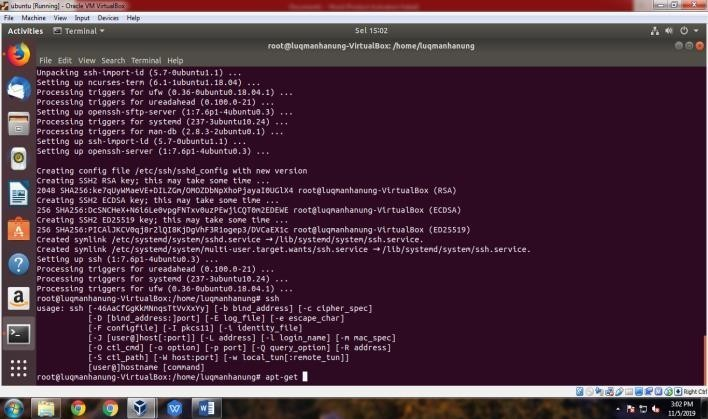 ubuntu [Running] - Oracle VM VirtualBox
File Machine View Input Devices Help
Activities Terminal Sel 15:02
root@luqmanhanung-VirtualBox: /home/luqmanhanung
File Edit View Search Terminal Help
Unpacking ssh-import-id (5.7-0ubuntu1.1) ...
Setting up ncurses-term (6.1-1ubuntu1.18.04) ...
Processing triggers for ufw (0.36-0ubuntu0.18.04.1) ...
Processing triggers for ureadahead (0.100.0-21) ...
Setting up openssh-sftp-server (1:7.6p1-4ubuntu0.3) ...
Processing triggers for systemd (237-3ubuntu10.24) ...
Processing triggers for man-db (2.8.3-2ubuntu0.1) ...
Setting up ssh-import-id (5.7-0ubuntu1.1) ...
Setting up openssh-server (1:7.6p1-4ubuntu0.3) ...
Creating config file /etc/ssh/sshd_config with new version
Creating SSH2 RSA key; this may take some time ...
2048 SHA256:ke7qUyWMaeVE+DILZGm/OMOZDbNpXhoPjayaI0UGlX4 root@luqmanhanung-VirtualBox (RSA)
Creating SSH2 ECDSA key; this may take some time ...
256 SHA256:DcSNCHeX+N6i6Le0vpgFNTxv0uzPEwjiCQT0m2EDEWE root@luqmanhanung-VirtualBox (ECDSA)
Creating SSH2 ED25519 key; this may take some time ...
256 SHA256:PICAlJKCV0qj8r2lQI8KjDgVhF3R1ogep3/DVCaEX1c root@luqmanhanung-VirtualBox (ED25519)
Created symlink /etc/systemd/system/sshd.service → /lib/systemd/system/ssh.service.
Created symlink /etc/systemd/system/multi-user.target.wants/ssh.service → /lib/systemd/system/ssh.service.
Setting up ssh (1:7.6p1-4ubuntu0.3) ...
Processing triggers for ureadahead (0.100.0-21) ...
Processing triggers for systemd (237-3ubuntu10.24) ...
Processing triggers for ufw (0.36-0ubuntu0.18.04.1) ...
root@luqmanhanung-VirtualBox:/home/luqmanhanung# ssh
usage: ssh [-46AaCfGgKkMNnqsTtVvXxYy] [-b bind_address] [-c cipher_spec]
[-D [bind_address:]port] [-E log_file] [-e escape_char]
[-F configfile] [-I pkcs11] [-i identity_file]
[-J [user@]host[:port]] [-L address] [-l login_name] [-m mac_spec]
[-O ctl_cmd] [-o option] [-p port] [-Q query_option] [-R address]
[-S ctl_path] [-W host:port] [-w local_tun[:remote_tun]]
[user@]hostname [command]
root@luqmanhanung-VirtualBox:/home/luqmanhanung# apt-get
Right Ctrl
3:02 PM
11/5/2019